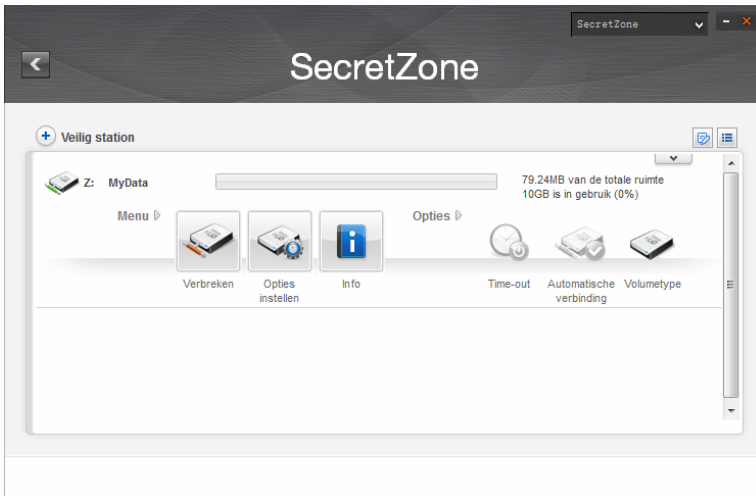 SecretZone
SecretZone
Veilig station
Z: MyData
79.24MB van de totale ruimte
10GB is in gebruik (0%)
Menu
Opties
Verbreken
Opties
instellen
Info
Time-out
Automatische
verbinding
Volumetype